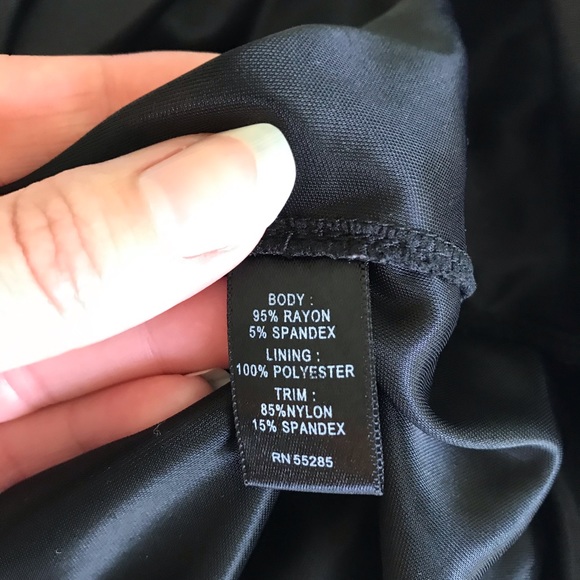 BODY :
95% RAYON
5% SPANDEX
LINING :
100% POLYESTER
TRIM :
85%NYLON
15% SPANDEX
RN 55285